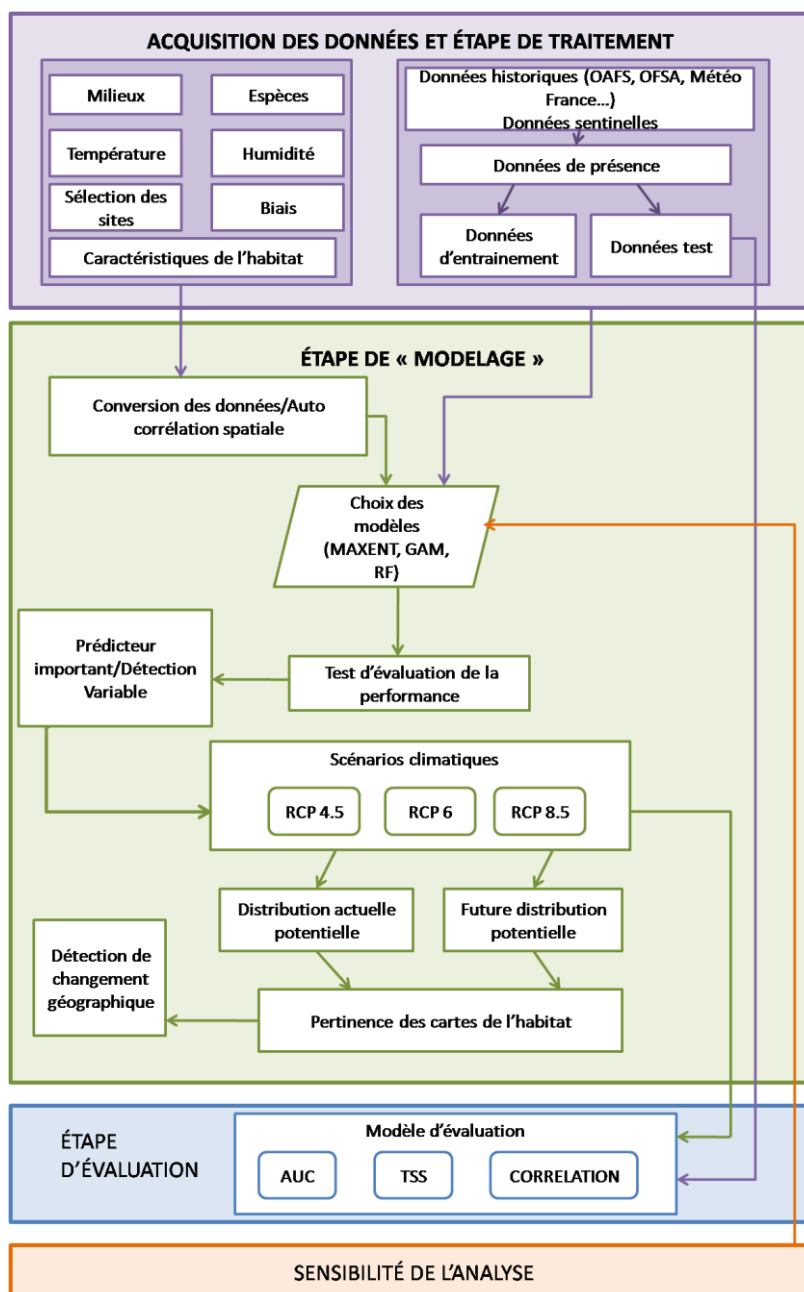 ACQUISITION DES DONNÉES ET ÉTAPE DE TRAITEMENT
Milieux
Espèces
Température
Humidité
Sélection des
sites
Biais
Caractéristiques de l'habitat
Données historiques (OAFS, OFSA, Météo
France...)
Données sentinelles
Données de présence
Données
d'entrainement
Données test
ÉTAPE DE « MODELAGE »
Conversion des données/Auto
corrélation spatiale
Choix des
modèles
(MAXENT, GAM,
RF)
Prédicteur
important/Détection
Variable
Test d'évaluation de la
performance
Scénarios climatiques
RCP 4.5
RCP 6
RCP 8.5
Distribution actuelle
potentielle
Future distribution
potentielle
Détection de
changement
géographique
Pertinence des cartes de l'habitat
ÉTAPE
D'ÉVALUATION
Modèle d'évaluation
AUC
TSS
CORRELATION
SENSIBILITÉ DE L'ANALYSE